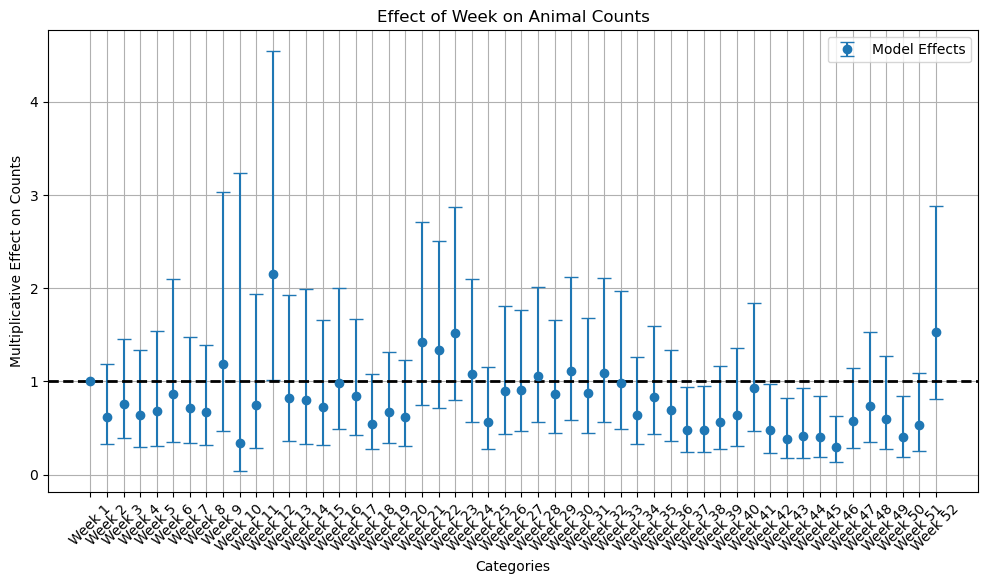 Effect of Week on Animal Counts
Model Effects
Multiplicative Effect on Counts
4
3
2
1
0
Week 1
Week 2
Week 3
Week 4
Week 5
Week 6
Week 7
Week 8
Week 9
Week 10
Week 11
Week 12
Week 13
Week 14
Week 15
Week 16
Week 17
Week 18
Week 19
Week 20
Week 21
Week 22
Week 23
Week 24
Week 25
Week 26
Week 27
Week 28
Week 29
Week 30
Week 31
Week 32
Week 33
Week 34
Week 35
Week 36
Week 37
Week 38
Week 39
Week 40
Week 41
Week 42
Week 43
Week 44
Week 45
Week 46
Week 47
Week 48
Week 49
Week 50
Week 51
Week 52
Categories